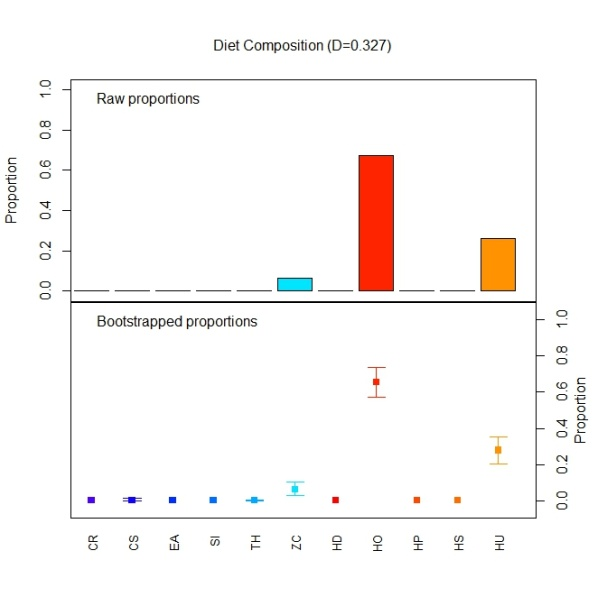 Diet Composition (D=0.327)
Raw proportions
Proportion
1.0
0.8
0.6
0.4
0.2
0.0
Bootstrapped proportions
1.0
0.8
0.6
0.4
0.2
0.0
Proportion
CR CS EA SI TH ZC HD HO HP HS HU